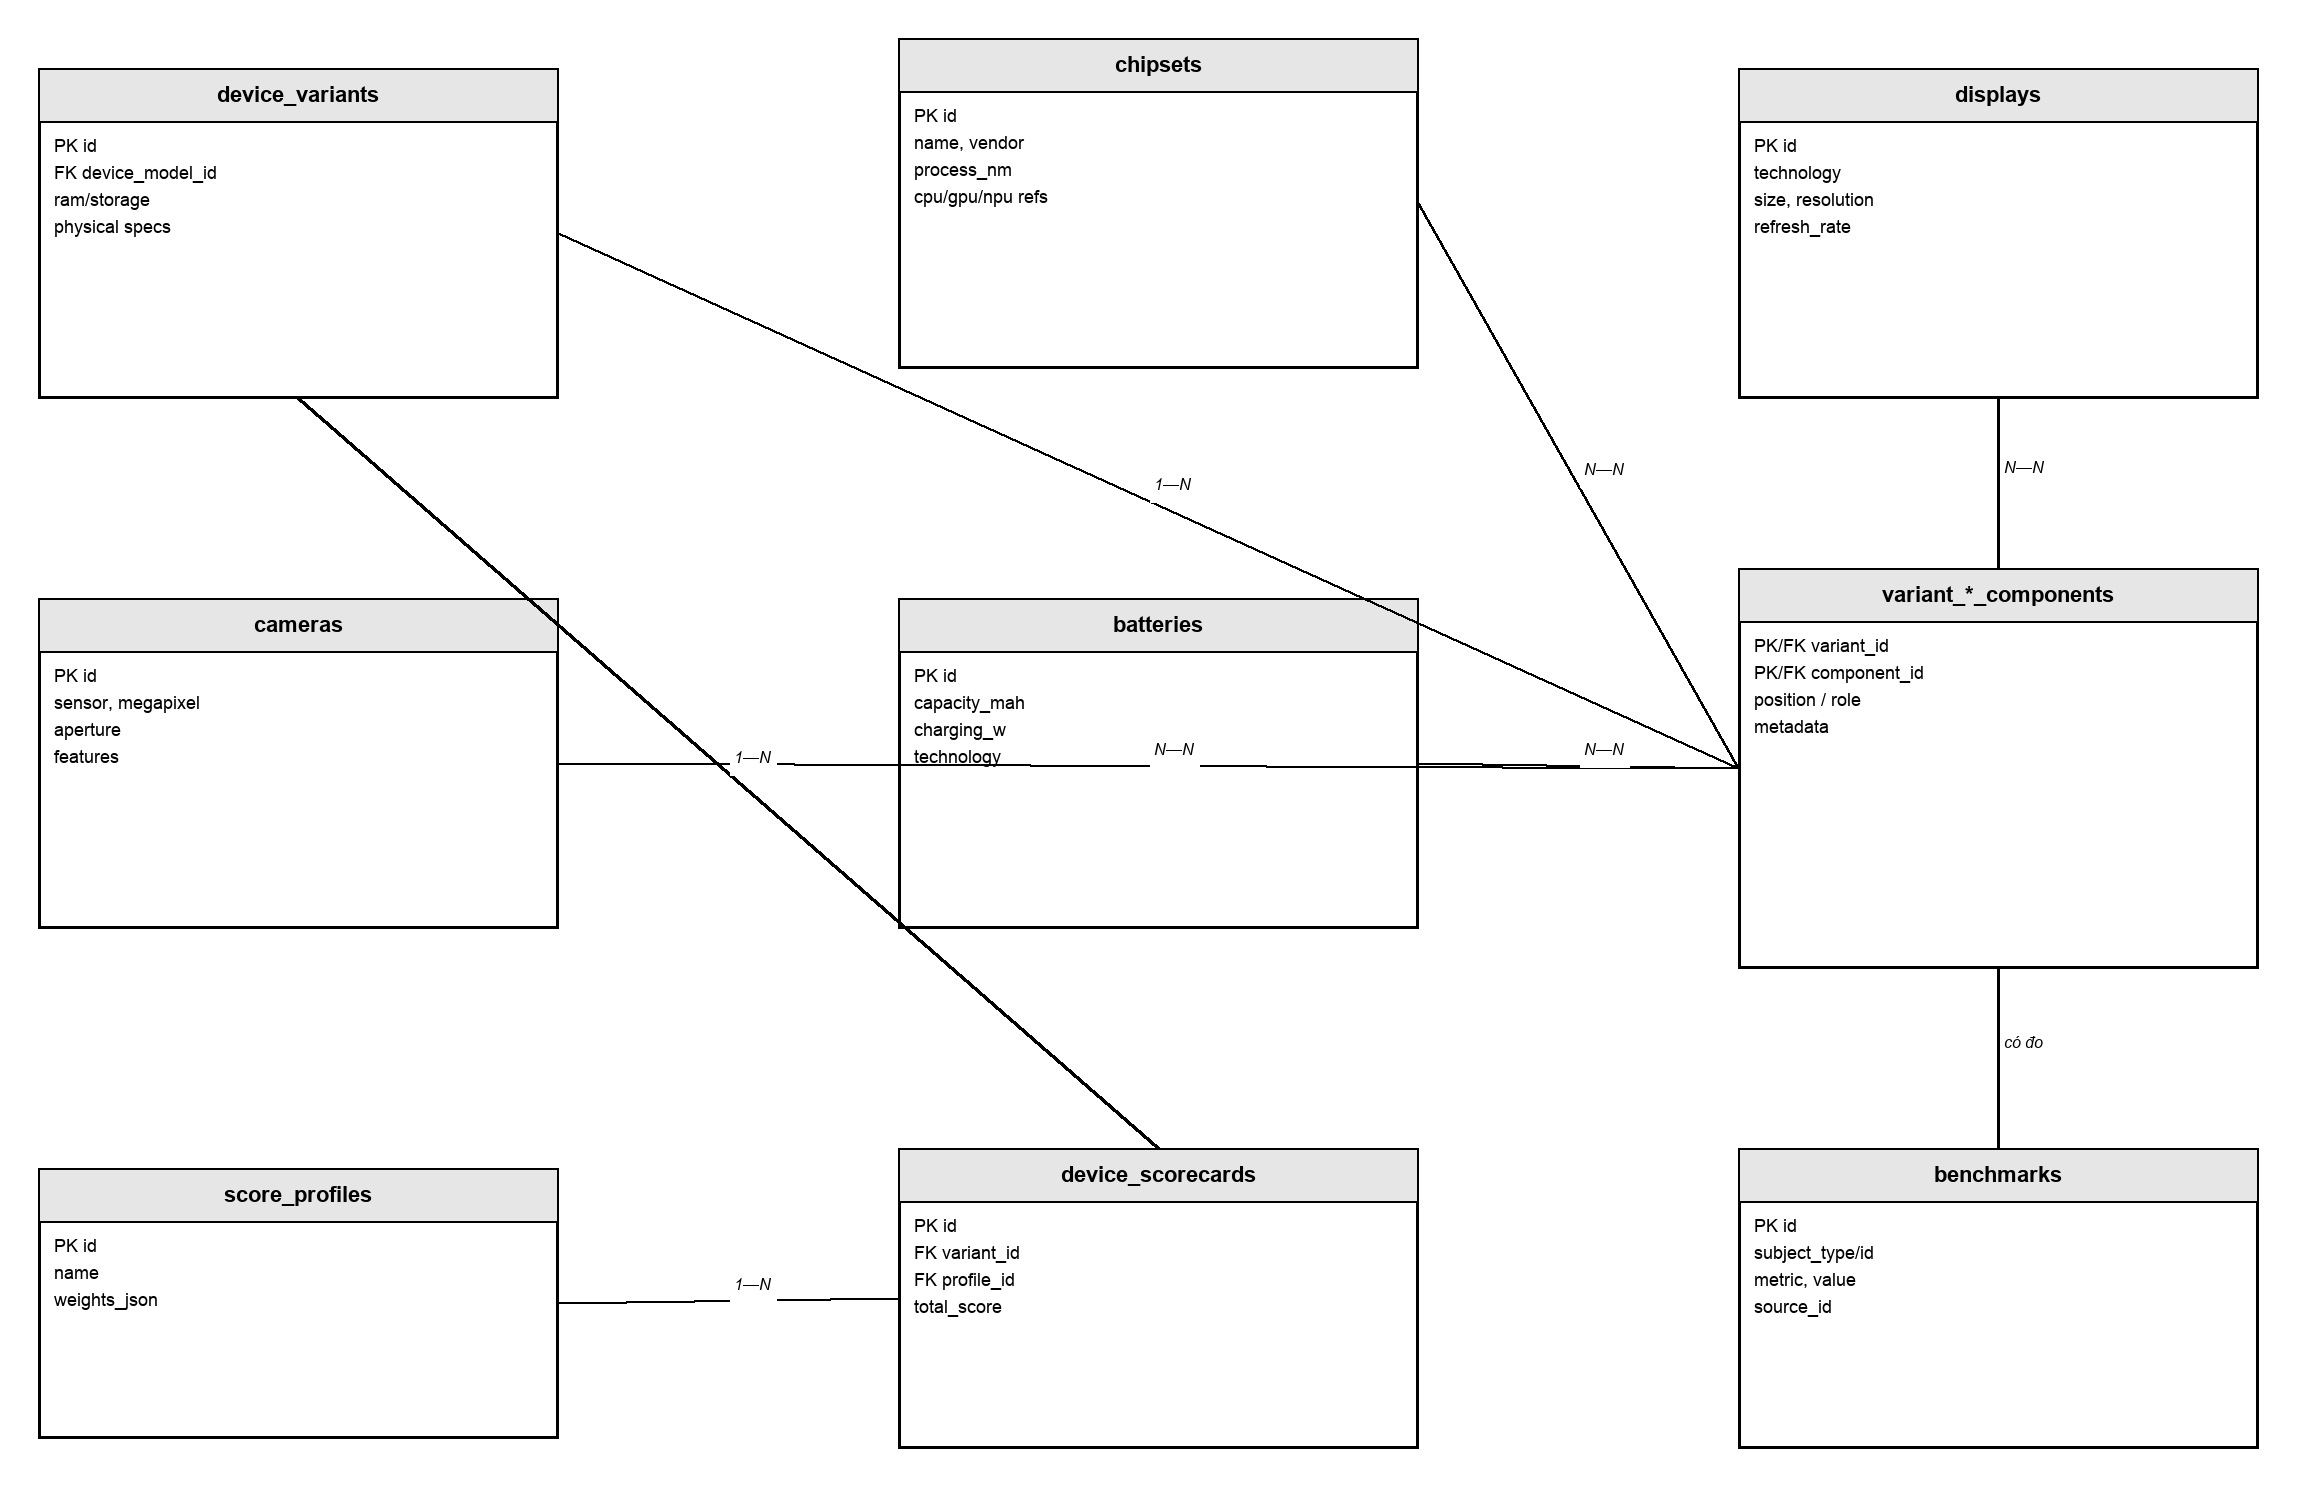 device_variants
PK id
FK device_model_id
ram/storage
physical specs
chipsets
PK id
name, vendor
process_nm
cpu/gpu/npu refs
displays
PK id
technology
size, resolution
refresh_rate
1—N
N—N
N—N
cameras
PK id
sensor, megapixel
aperture
features
1—N
batteries
PK id
capacity_mah
charging_w
technology
N—N
N—N
variant_*_components
PK/FK variant_id
PK/FK component_id
position / role
metadata
có đo
score_profiles
PK id
name
weights_json
1—N
device_scorecards
PK id
FK variant_id
FK profile_id
total_score
benchmarks
PK id
subject_type/id
metric, value
source_id